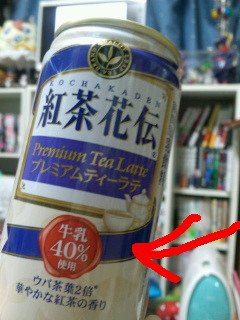 KOCHAKADEN
紅茶花伝
Premium Tea Latte
プレミアムティーラテ
牛乳
40%
使用
ウバ茶葉2倍*
華やかな紅茶の香り